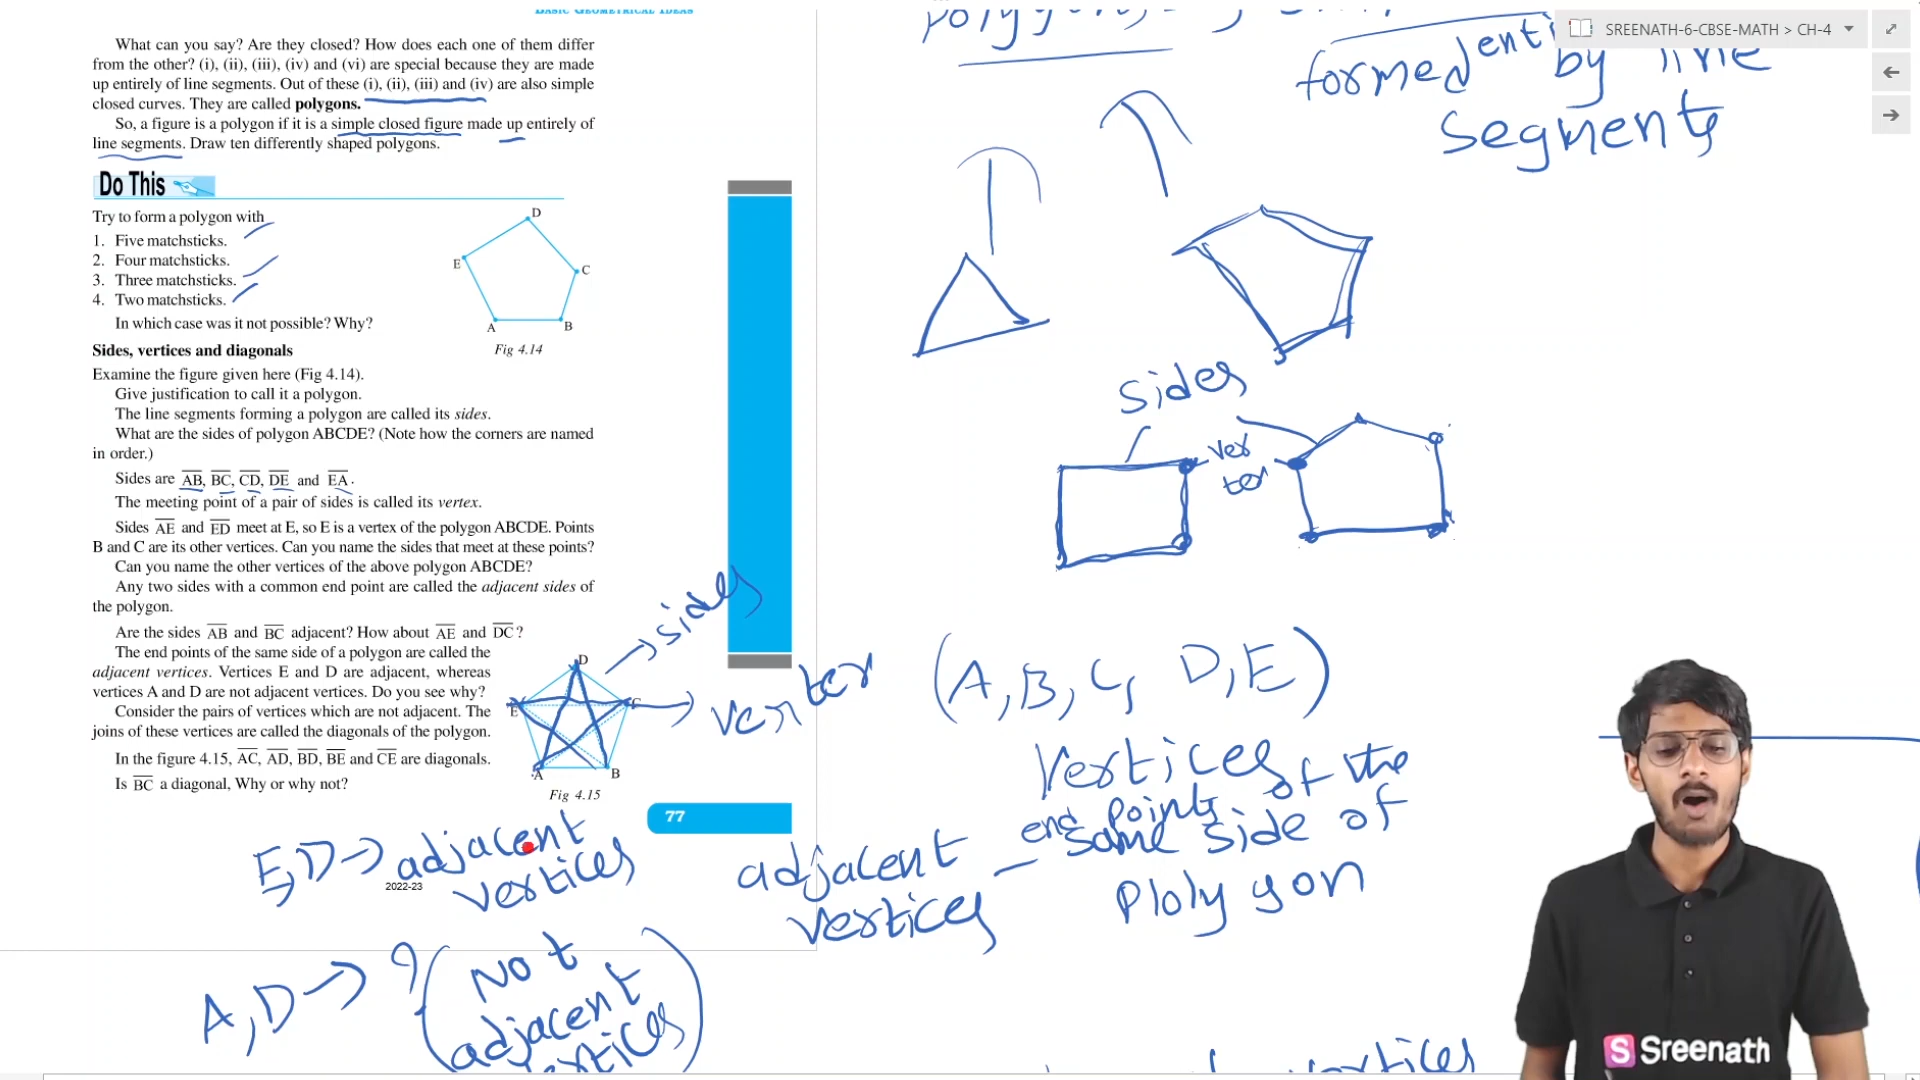 BASIC GEOMETRICAL IDEAS
What can you say? Are they closed? How does each one of them differ
from the other? (i), (ii), (iii), (iv) and (vi) are special because they are made
up entirely of line segments. Out of these (i), (ii), (iii) and (iv) are also simple
closed curves. They are called polygons.
So, a figure is a polygon if it is a simple closed figure made up entirely of
line segments. Draw ten differently shaped polygons.
Do This
Try to form a polygon with
1. Five matchsticks.
2. Four matchsticks.
3. Three matchsticks.
4. Two matchsticks.
In which case was it not possible? Why?
D
E
C
A
B
Fig 4.14
Sides, vertices and diagonals
Examine the figure given here (Fig 4.14).
Give justification to call it a polygon.
The line segments forming a polygon are called its sides.
What are the sides of polygon ABCDE? (Note how the corners are named
in order.)
Sides are AB, BC, CD, DE and EA.
The meeting point of a pair of sides is called its vertex.
Sides AE and ED meet at E, so E is a vertex of the polygon ABCDE. Points
B and C are its other vertices. Can you name the sides that meet at these points?
Can you name the other vertices of the above polygon ABCDE?
Any two sides with a common end point are called the adjacent sides of
the polygon.
Are the sides AB and BC adjacent? How about AE and DC?
The end points of the same side of a polygon are called the
adjacent vertices. Vertices E and D are adjacent, whereas
vertices A and D are not adjacent vertices. Do you see why?
Consider the pairs of vertices which are not adjacent. The
joins of these vertices are called the diagonals of the polygon.
In the figure 4.15, AC, AD, BD, BE and CE are diagonals.
Is BC a diagonal, Why or why not?
D
E
C
A
B
Fig 4.15
77
2022-23
sides
E,D → adjacent
vertices
A,D → ? (Not
adjacent
formed enti
by line
segments
sides
(A, B, C, D, E)
Vertices
adjacent vertices — end points of the
same side of
Plolygon
vertices
SREENATH-6-CBSE-MATH > CH-4
S Sreenath